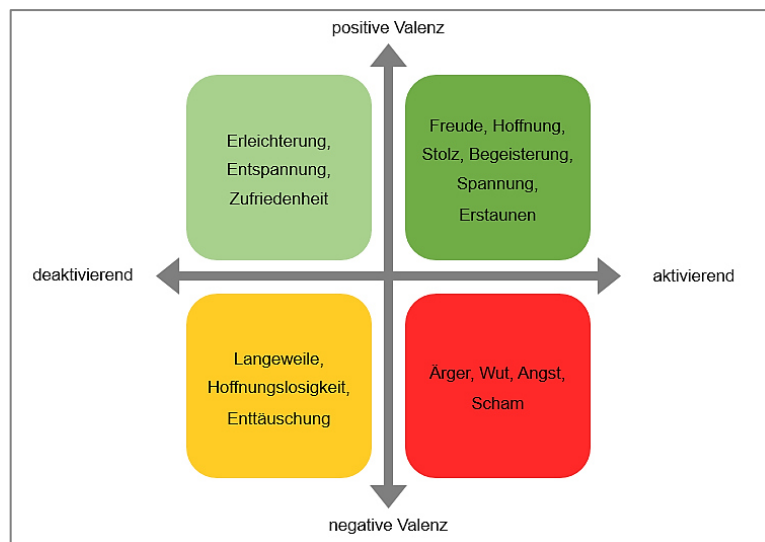 positive Valenz
Erleichterung,
Entspannung,
Zufriedenheit
Freude, Hoffnung,
Stolz, Begeisterung,
Spannung,
Erstaunen
deaktivierend
aktivierend
Langeweile,
Hoffnungslosigkeit,
Enttäuschung
Ärger, Wut, Angst,
Scham
negative Valenz